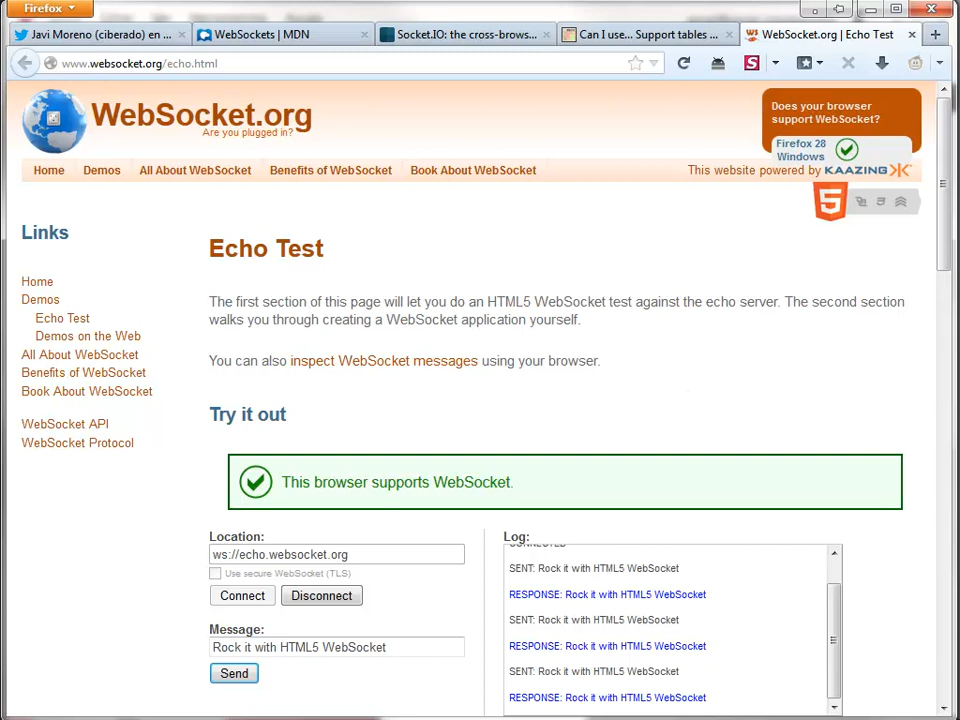 Firefox
Javi Moreno (ciberado) en ...
WebSockets | MDN
Socket.IO: the cross-brows...
Can I use... Support tables ...
WebSocket.org | Echo Test
www.websocket.org/echo.html
WebSocket.org
Are you plugged in?
Does your browser
support WebSocket?
Firefox 28
Windows
Home
Demos
All About WebSocket
Benefits of WebSocket
Book About WebSocket
This website powered by KAAZING
5
Links
Home
Demos
Echo Test
Demos on the Web
All About WebSocket
Benefits of WebSocket
Book About WebSocket
WebSocket API
WebSocket Protocol
Echo Test
The first section of this page will let you do an HTML5 WebSocket test against the echo server. The second section
walks you through creating a WebSocket application yourself.
You can also inspect WebSocket messages using your browser.
Try it out
This browser supports WebSocket.
Location:
ws://echo.websocket.org
Use secure WebSocket (TLS)
Connect
Disconnect
Message:
Rock it with HTML5 WebSocket
Send
Log:
CONNECTED
SENT: Rock it with HTML5 WebSocket
RESPONSE: Rock it with HTML5 WebSocket
SENT: Rock it with HTML5 WebSocket
RESPONSE: Rock it with HTML5 WebSocket
SENT: Rock it with HTML5 WebSocket
RESPONSE: Rock it with HTML5 WebSocket